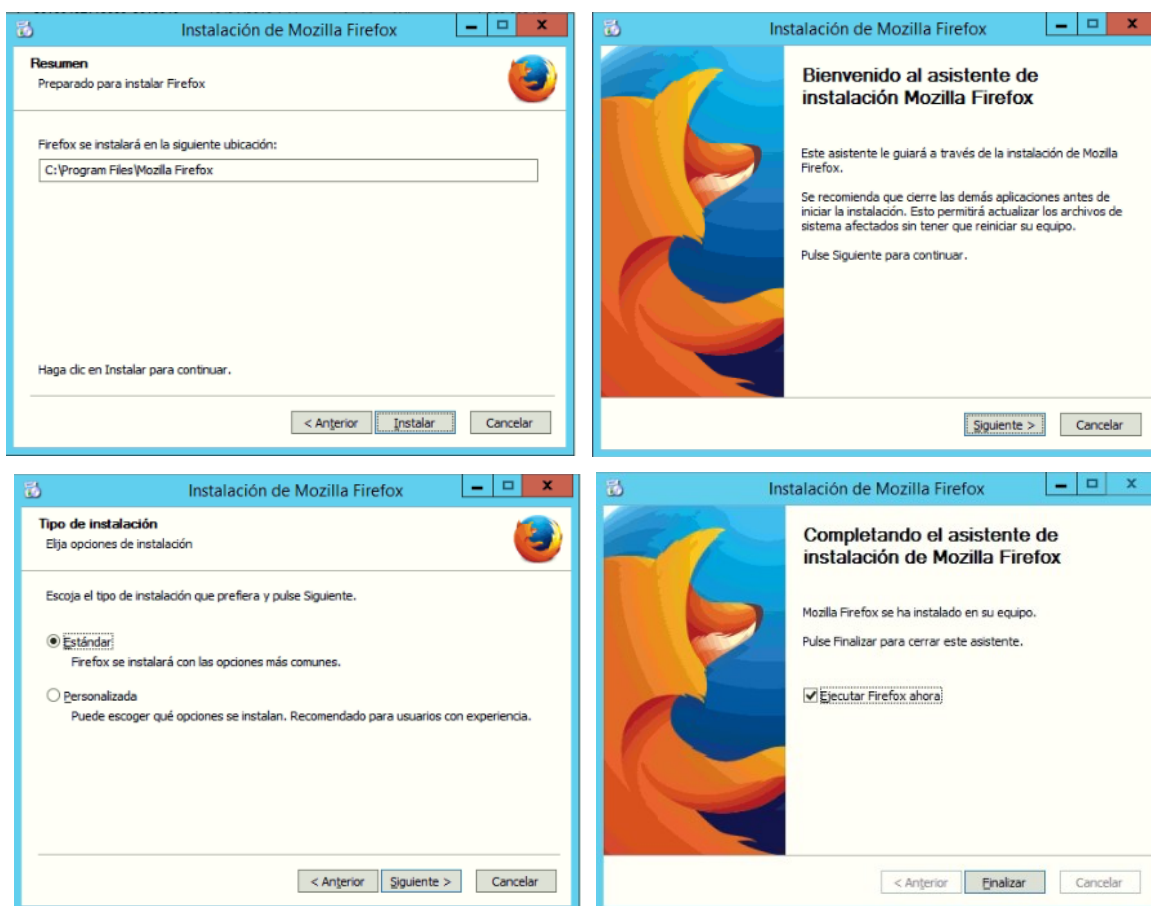 Instalación de Mozilla Firefox
Resumen
Preparado para instalar Firefox
Firefox se instalará en la siguiente ubicación:
C:\Program Files\Mozilla Firefox
Haga clic en Instalar para continuar.
< Anterior Instalar Cancelar
Instalación de Mozilla Firefox
Bienvenido al asistente de
instalación Mozilla Firefox
Este asistente le guiará a través de la instalación de Mozilla
Firefox.
Se recomienda que cierre las demás aplicaciones antes de
iniciar la instalación. Esto permitirá actualizar los archivos de
sistema afectados sin tener que reiniciar su equipo.
Pulse Siguiente para continuar.
Siguiente > Cancelar
Instalación de Mozilla Firefox
Tipo de instalación
Elija opciones de instalación
Escoja el tipo de instalación que prefiera y pulse Siguiente.
Estándar
Firefox se instalará con las opciones más comunes.
Personalizada
Puede escoger qué opciones se instalan. Recomendado para usuarios con experiencia.
< Anterior Siguiente > Cancelar
Instalación de Mozilla Firefox
Completando el asistente de
instalación de Mozilla Firefox
Mozilla Firefox se ha instalado en su equipo.
Pulse Finalizar para cerrar este asistente.
Ejecutar Firefox ahora
< Anterior Finalizar Cancelar